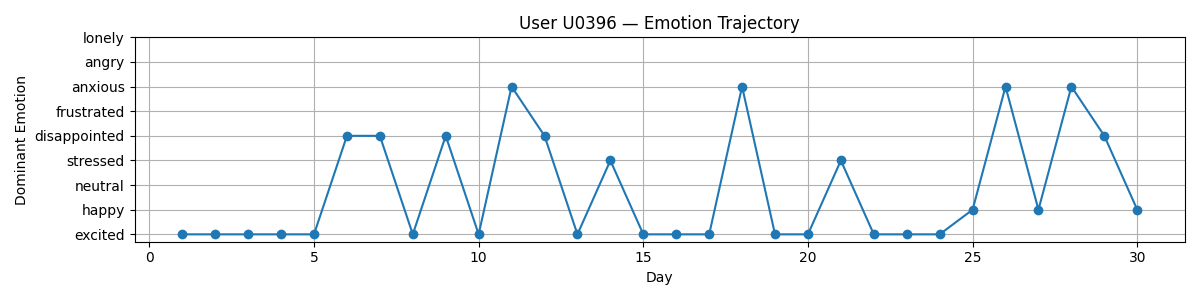 User U0396 — Emotion Trajectory
Dominant Emotion
lonely
angry
anxious
frustrated
disappointed
stressed
neutral
happy
excited
0 5 10 15 20 25 30
Day